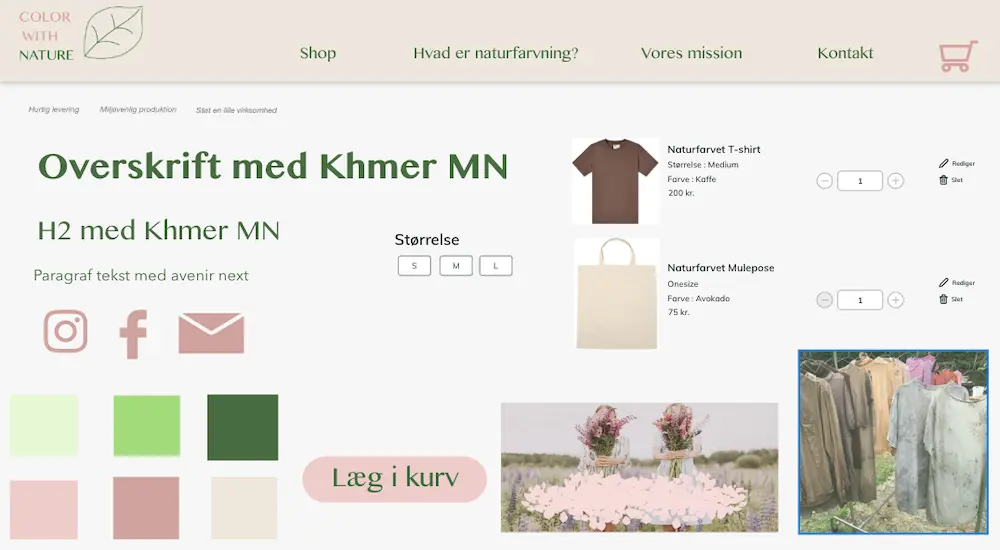 COLOR
WITH
NATURE
Shop
Hvad er naturfarvning?
Vores mission
Kontakt
Hurtig levering
Miljøvenlig produktion
Støt en lille virksomhed
Overskrift med Khmer MN
H2 med Khmer MN
Paragraf tekst med avenir next
Størrelse
S
M
L
Naturfarvet T-shirt
Størrelse : Medium
Farve : Kaffe
200 kr.
1
Rediger
Slet
Naturfarvet Mulepose
Onesize
Farve : Avokado
75 kr.
1
Rediger
Slet
Læg i kurv